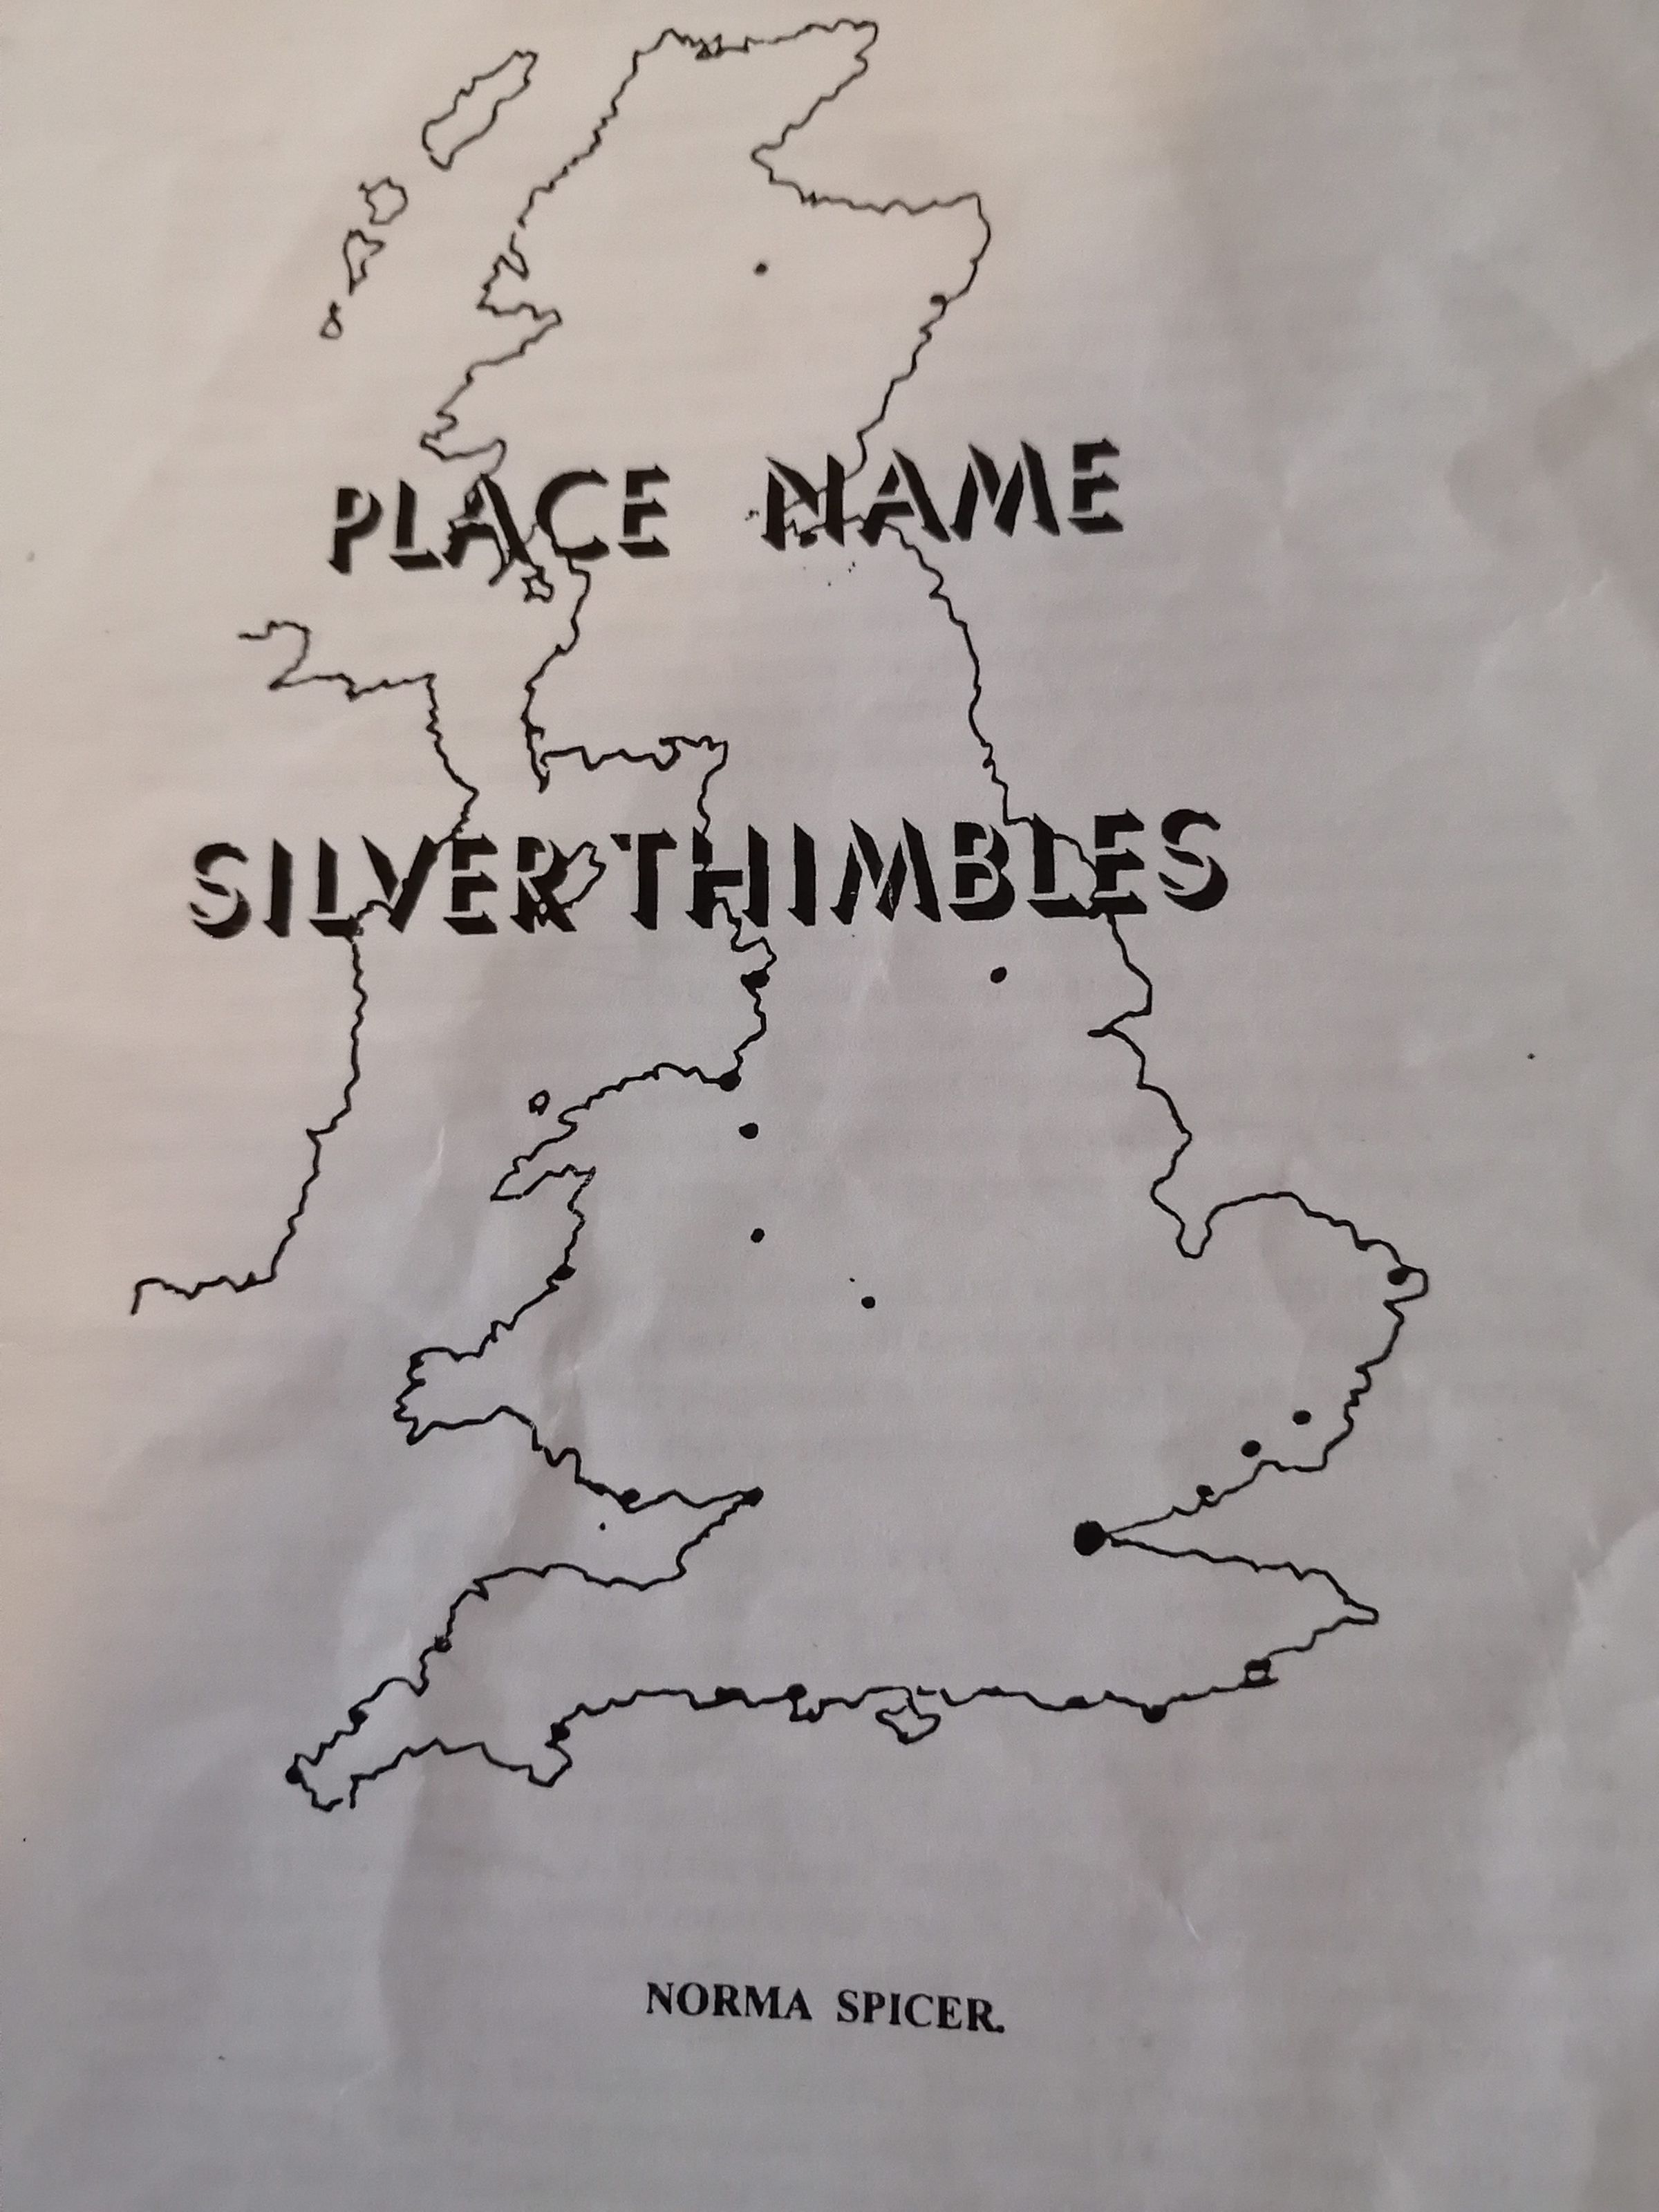 PLACE NAME
SILVER THIMBLES
NORMA SPICER.